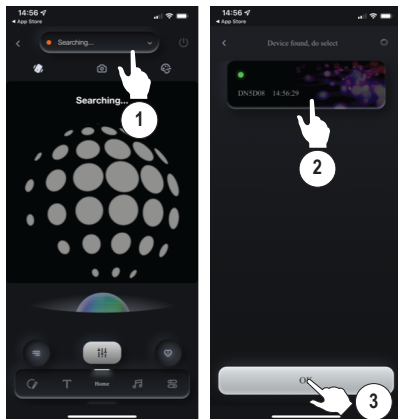 14:56
App Store
Searching...
Searching...
1
T
Home
14:56
App Store
Device found, do select
DN5D08 14:56:29
2
OK
3